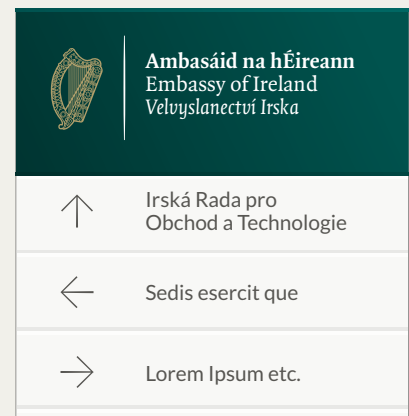 Ambasáid na hÉireann
Embassy of Ireland
Velvyslanectví Irska
Irská Rada pro
Obchod a Technologie
Sedis esercit que
Lorem Ipsum etc.